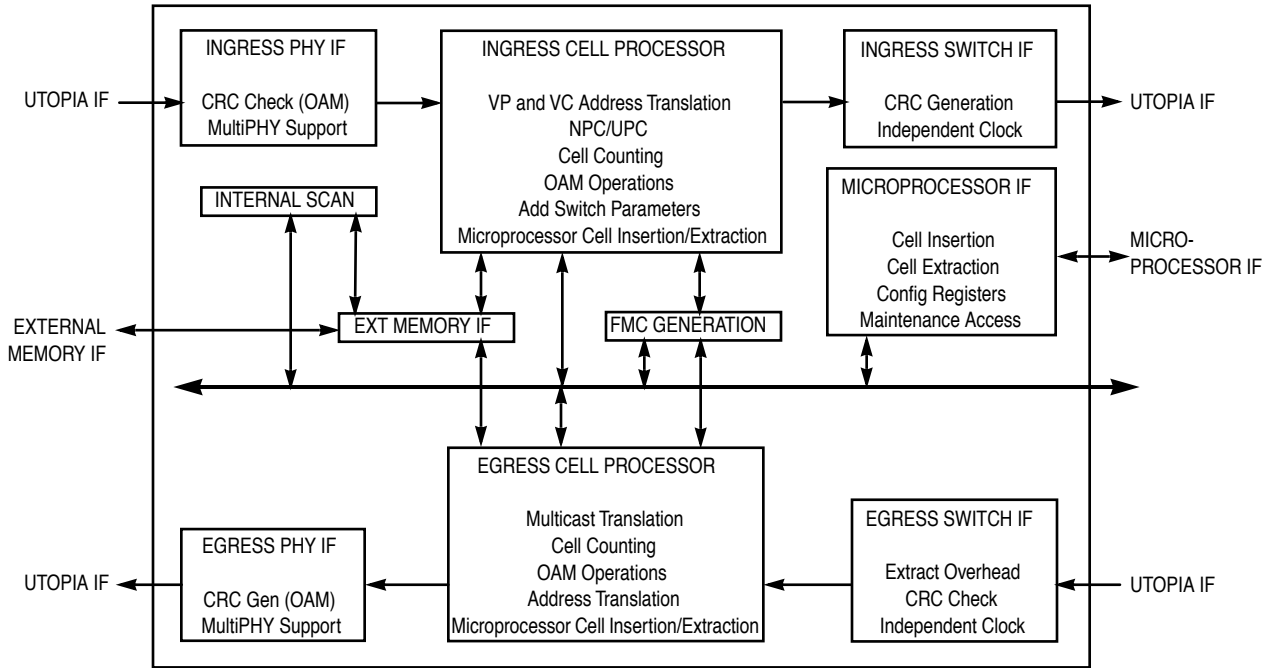 INGRESS PHY IF
CRC Check (OAM)
MultiPHY Support
INGRESS CELL PROCESSOR
VP and VC Address Translation
NPC/UPC
Cell Counting
OAM Operations
Add Switch Parameters
Microprocessor Cell Insertion/Extraction
INGRESS SWITCH IF
CRC Generation
Independent Clock
UTOPIA IF
UTOPIA IF
INTERNAL SCAN
MICROPROCESSOR IF
Cell Insertion
Cell Extraction
Config Registers
Maintenance Access
MICRO-
PROCESSOR IF
EXTERNAL
MEMORY IF
EXT MEMORY IF
FMC GENERATION
EGRESS CELL PROCESSOR
Multicast Translation
Cell Counting
OAM Operations
Address Translation
Microprocessor Cell Insertion/Extraction
EGRESS PHY IF
CRC Gen (OAM)
MultiPHY Support
EGRESS SWITCH IF
Extract Overhead
CRC Check
Independent Clock
UTOPIA IF
UTOPIA IF